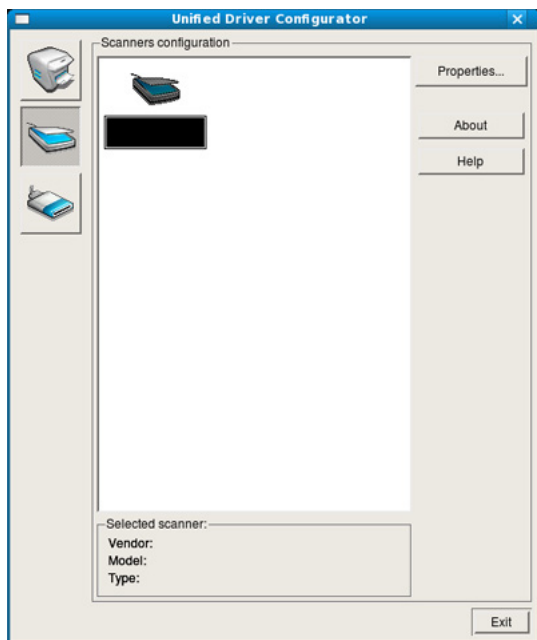 Unified Driver Configurator
Scanners configuration
Properties...
About
Help
Selected scanner:
Vendor:
Model:
Type:
Exit